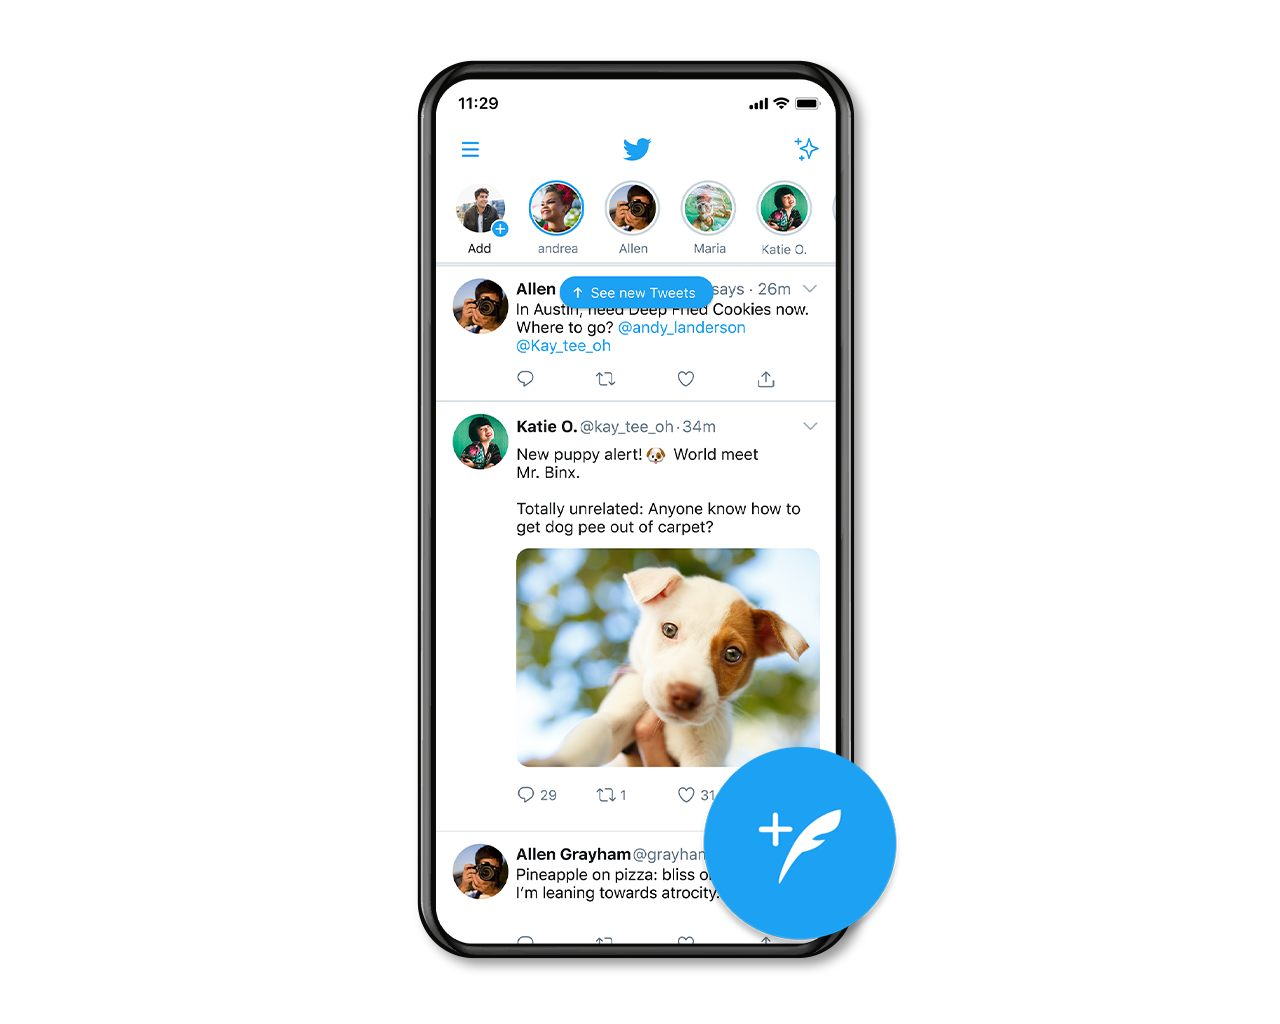 11:29
Add
andrea
Allen
Maria
Katie O.
↑ See new Tweets
Allen says · 26m
In Austin, need Deep Fried Cookies now.
Where to go? @andy_landerson
@Kay_tee_oh
Katie O. @kay_tee_oh · 34m
New puppy alert! 🐶 World meet
Mr. Binx.
Totally unrelated: Anyone know how to
get dog pee out of carpet?
29 1 31
Allen Grayham @grayham
Pineapple on pizza: bliss o
I'm leaning towards atrocity.